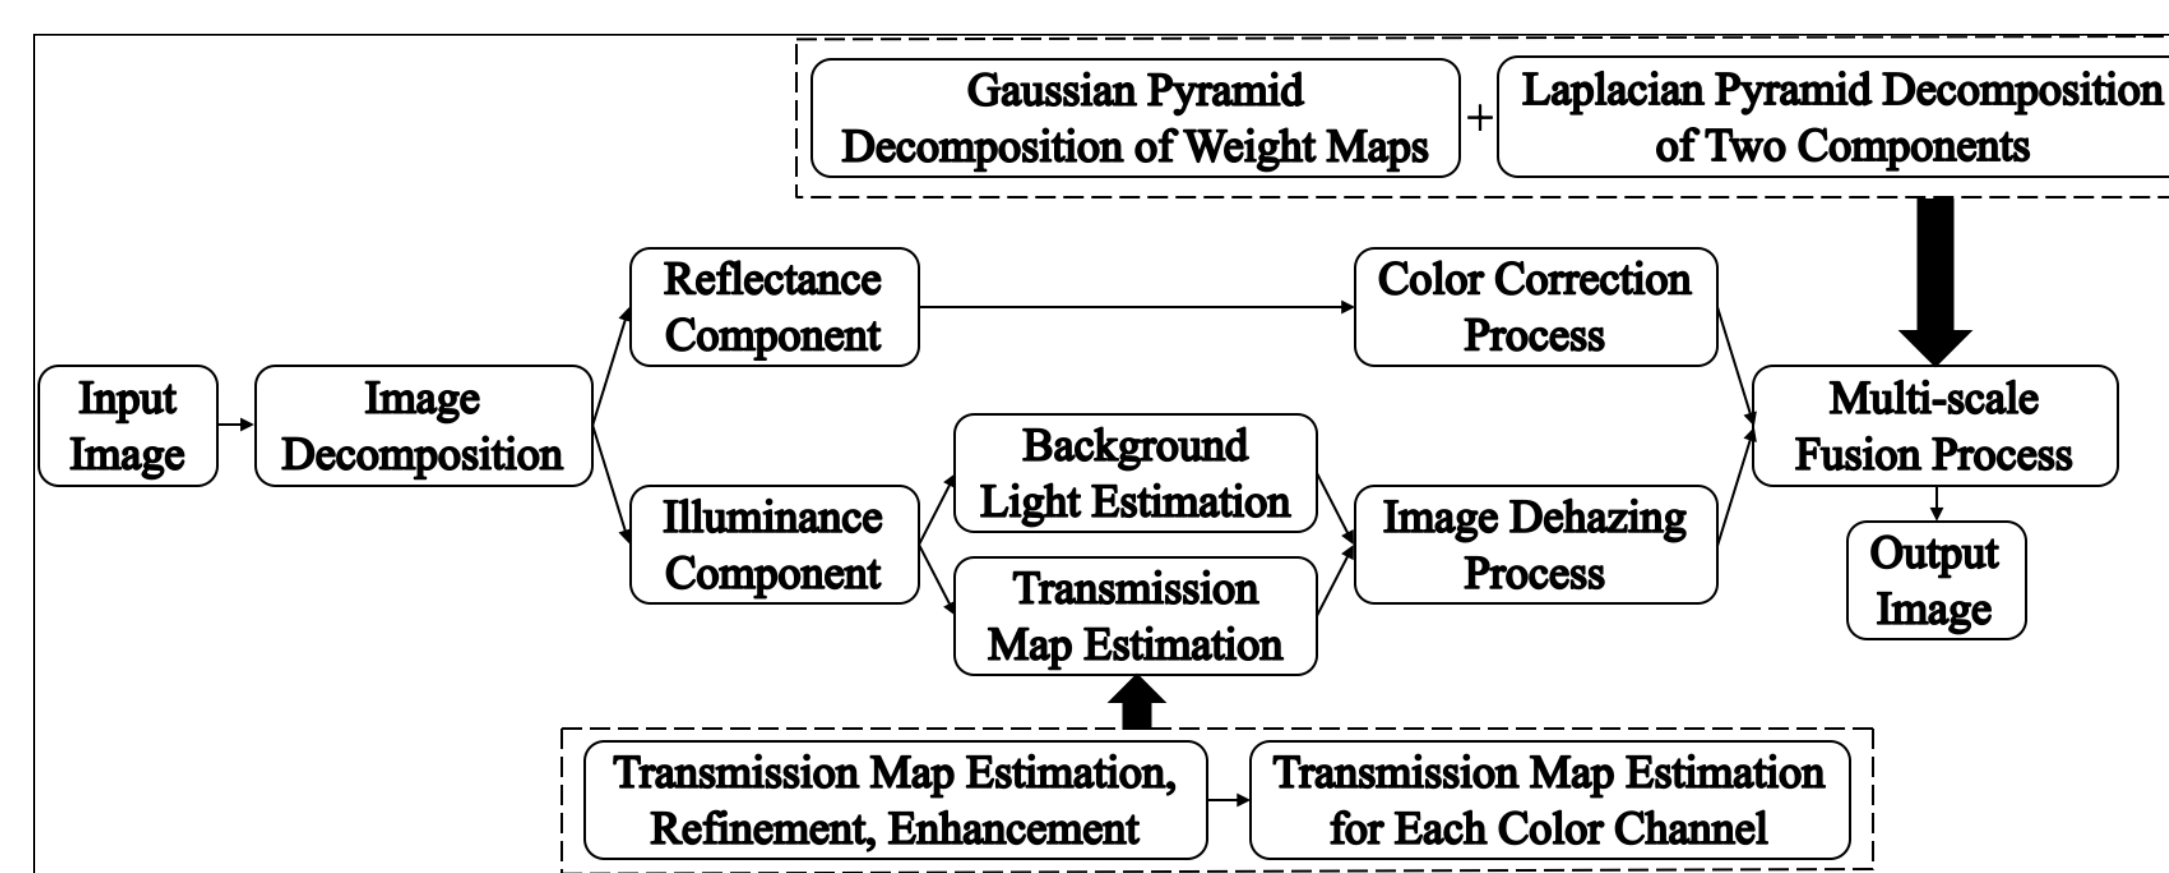 Gaussian Pyramid
Decomposition of Weight Maps
+
Laplacian Pyramid Decomposition
of Two Components
Reflectance
Component
Color Correction
Process
Input
Image
Image
Decomposition
Multi-scale
Fusion Process
Background
Light Estimation
Illuminance
Component
Image Dehazing
Process
Transmission
Map Estimation
Output
Image
Transmission Map Estimation,
Refinement, Enhancement
Transmission Map Estimation
for Each Color Channel